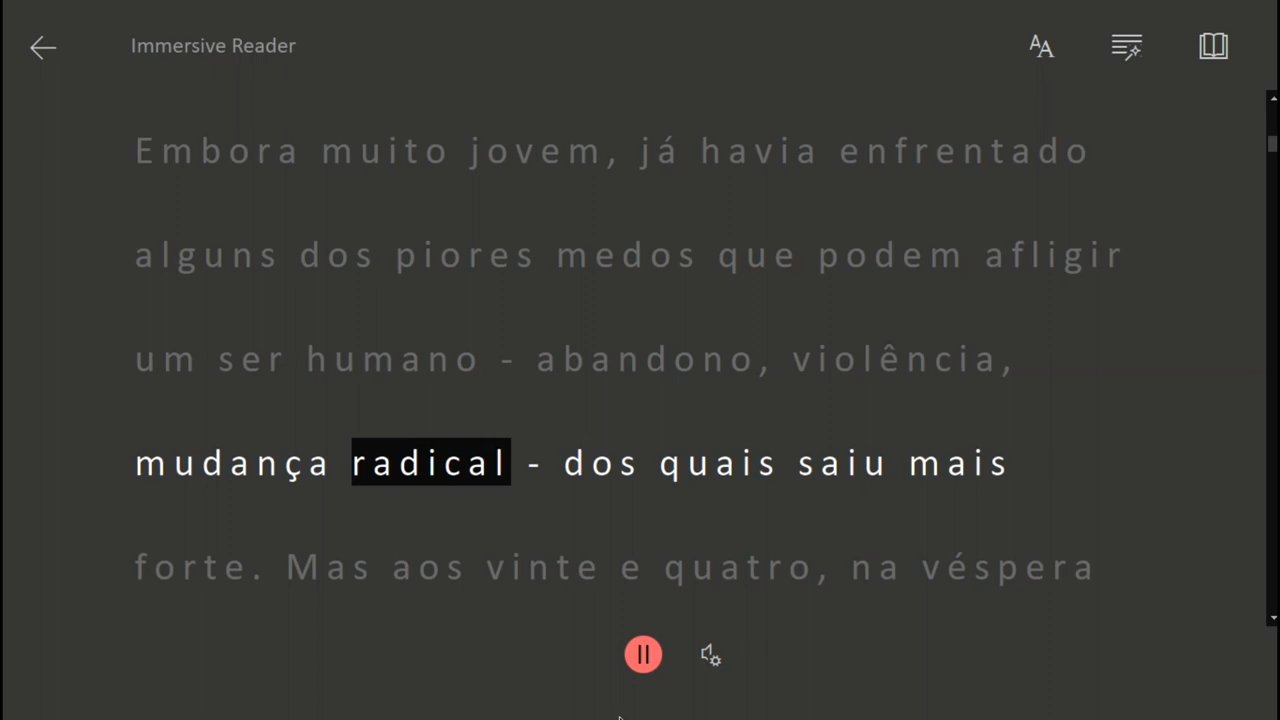 Immersive Reader
Embora muito jovem, já havia enfrentado
alguns dos piores medos que podem afligir
um ser humano - abandono, violência,
mudança radical - dos quais saiu mais
forte. Mas aos vinte e quatro, na véspera